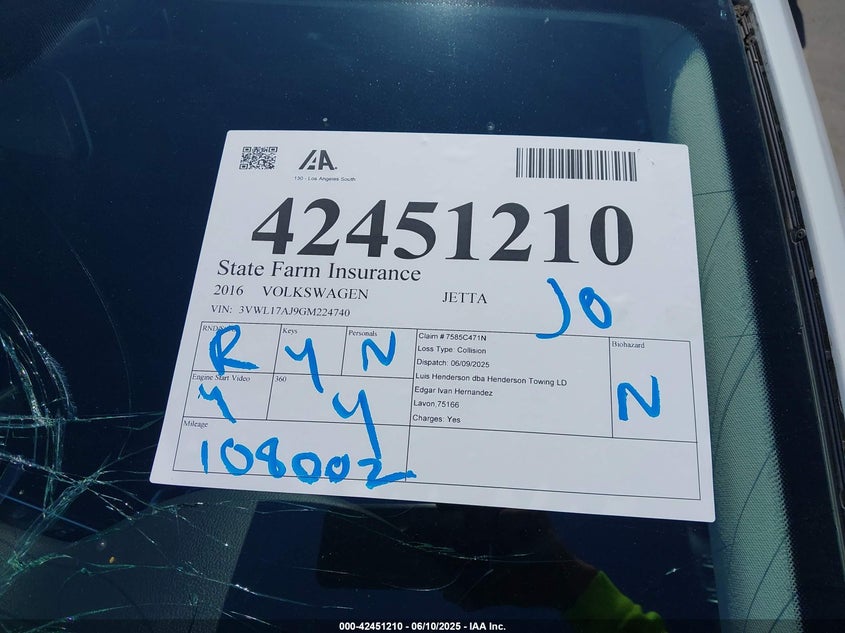 IAA.
190 - Los Angeles South
42451210
State Farm Insurance
2016 VOLKSWAGEN JETTA
JO
VIN: 3VWL17AJ9GM224740
RND/S
R
Keys
Y
Personals
N
Claim # 7585C471N
Loss Type: Collision
Dispatch: 06/09/2025
Luis Henderson dba Henderson Towing LD
Edgar Ivan Hernandez
Lavon,75166
Charges: Yes
Biohazard
N
Engine Start Video
Y
360
Y
Mileage
108002
000-42451210 - 06/10/2025 - IAA Inc.